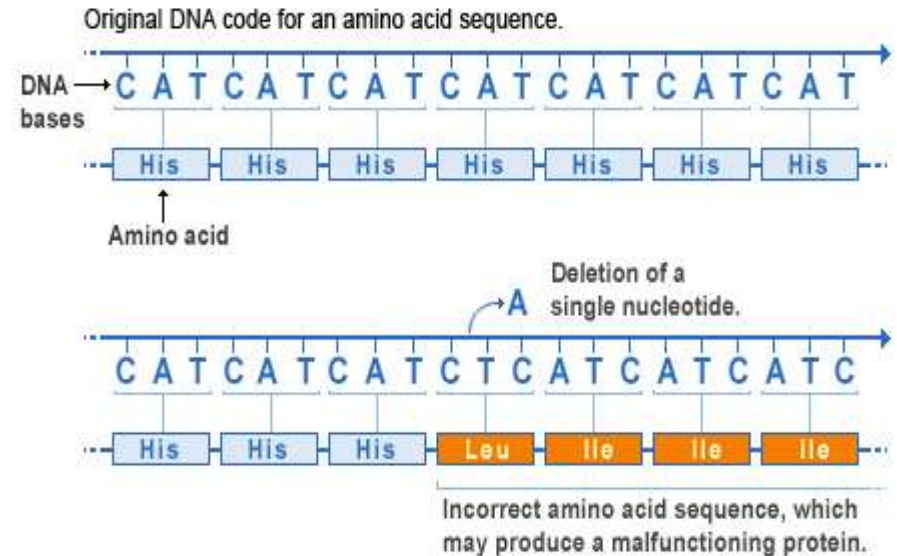 Original DNA code for an amino acid sequence.
DNA
bases
C A T C A T C A T C A T C A T C A T C A T
His His His His His His His
Amino acid
Deletion of a
single nucleotide.
A
C A T C A T C A T C T C A T C A T C A T C
His His His Leu Ile Ile Ile
Incorrect amino acid sequence, which
may produce a malfunctioning protein.